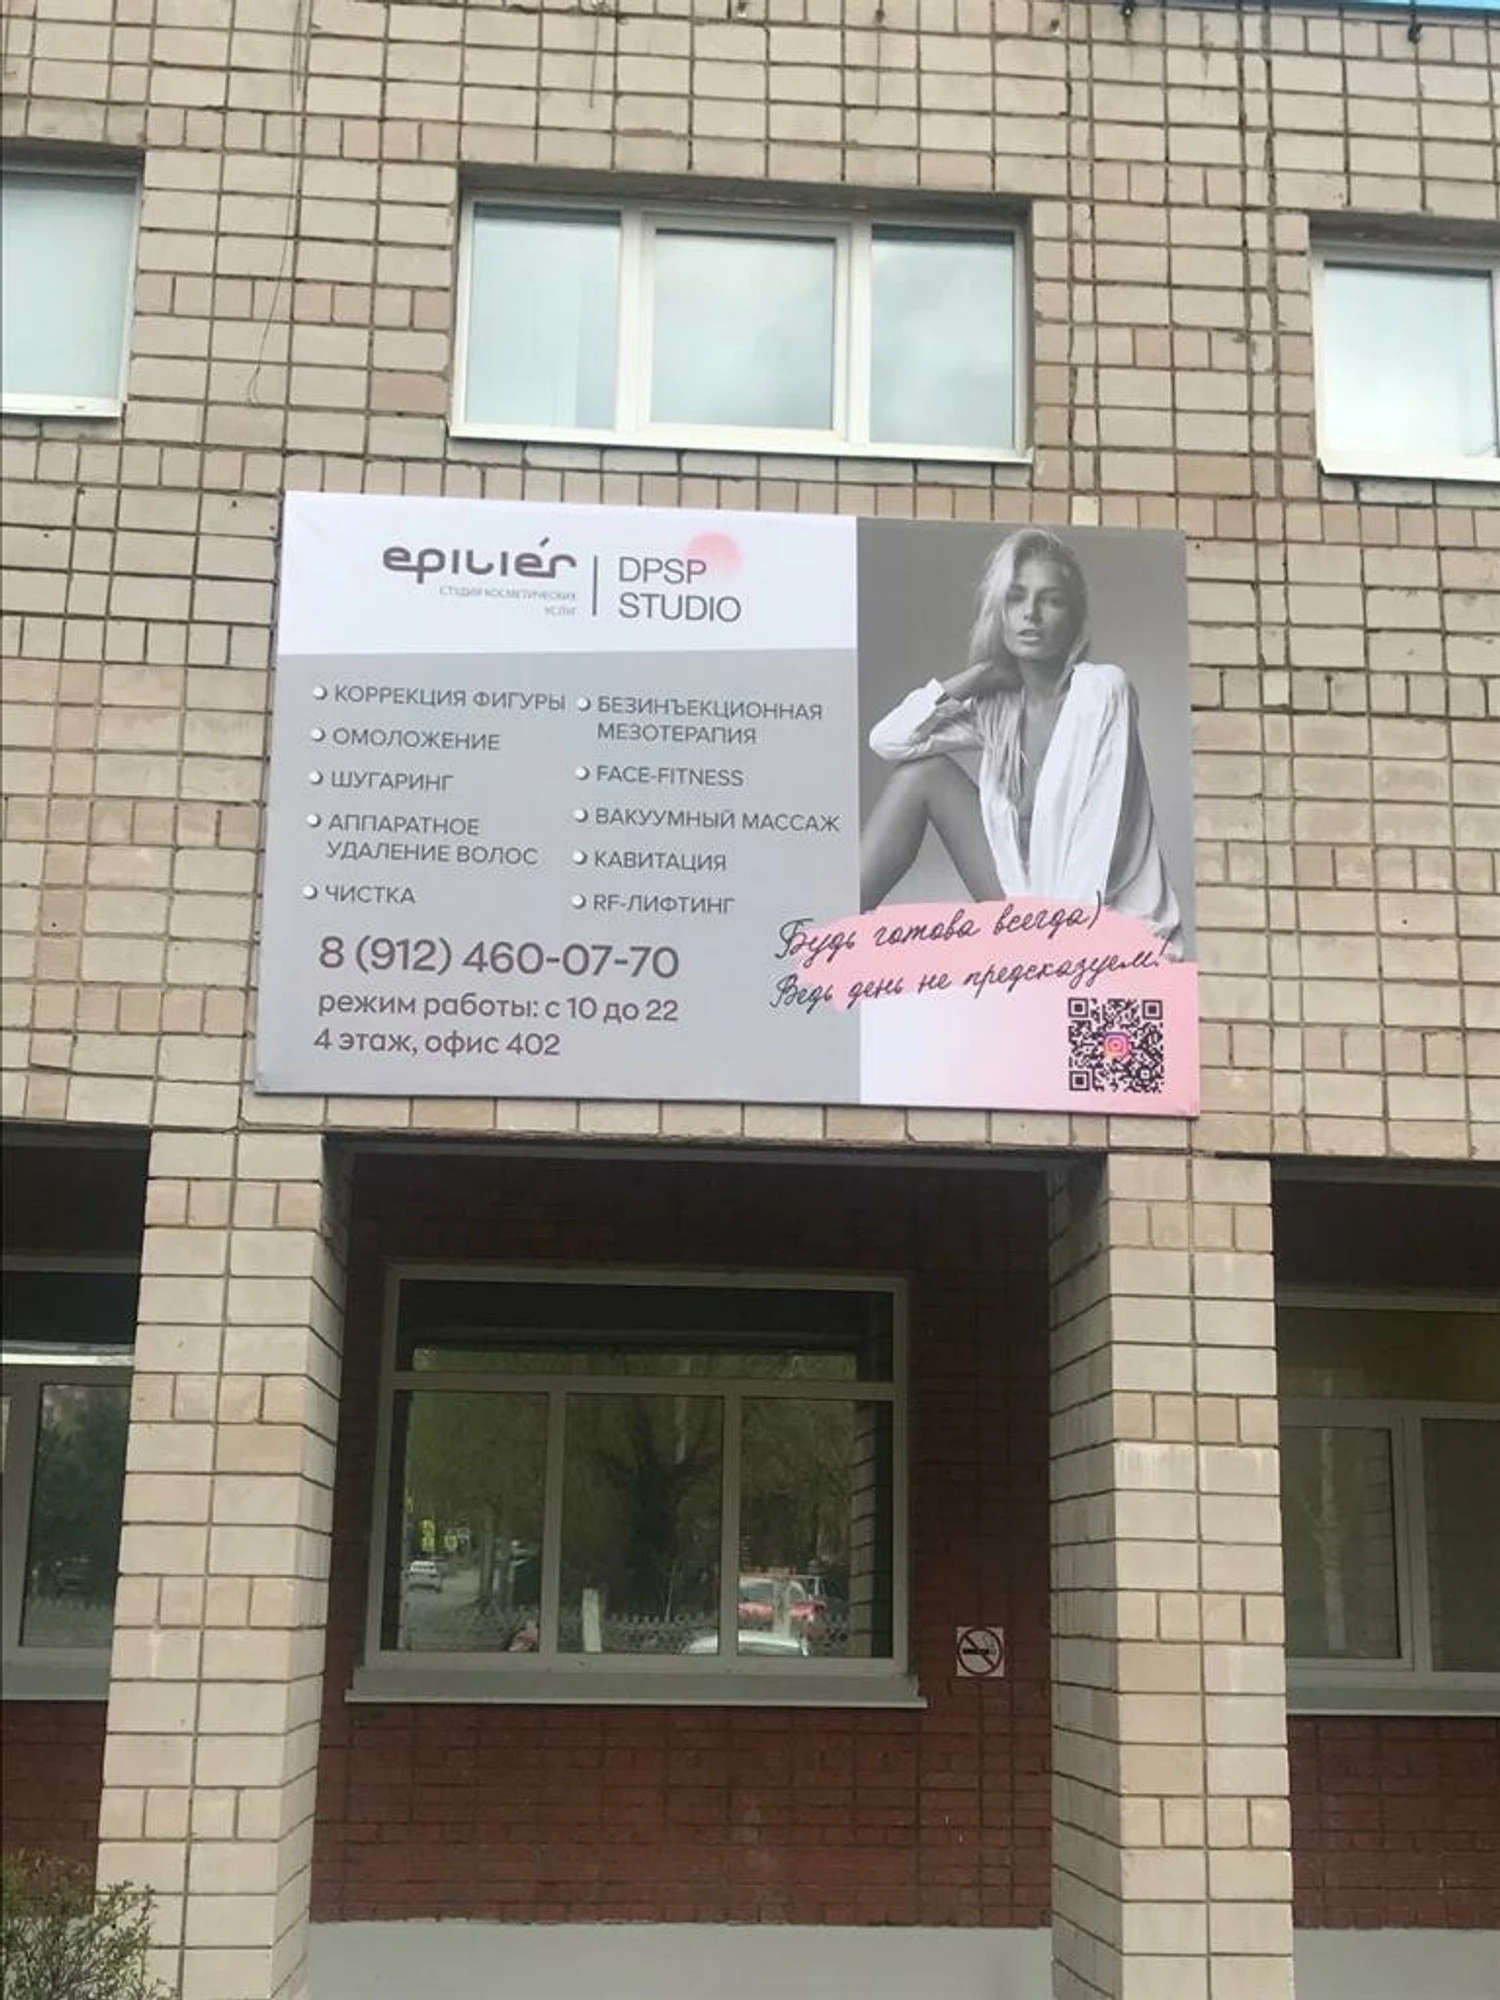 epiliér
СТУДИЯ КОСМЕТИЧЕСКИХ
УСЛУГ
DPSP
STUDIO
КОРРЕКЦИЯ ФИГУРЫ
ОМОЛОЖЕНИЕ
ШУГАРИНГ
АППАРАТНОЕ
УДАЛЕНИЕ ВОЛОС
ЧИСТКА
БЕЗИНЪЕКЦИОННАЯ
МЕЗОТЕРАПИЯ
FACE-FITNESS
ВАКУУМНЫЙ МАССАЖ
КАВИТАЦИЯ
RF-ЛИФТИНГ
8 (912) 460-07-70
режим работы: с 10 до 22
4 этаж, офис 402
Будь готова всегда)
Ведь день не предсказуем!